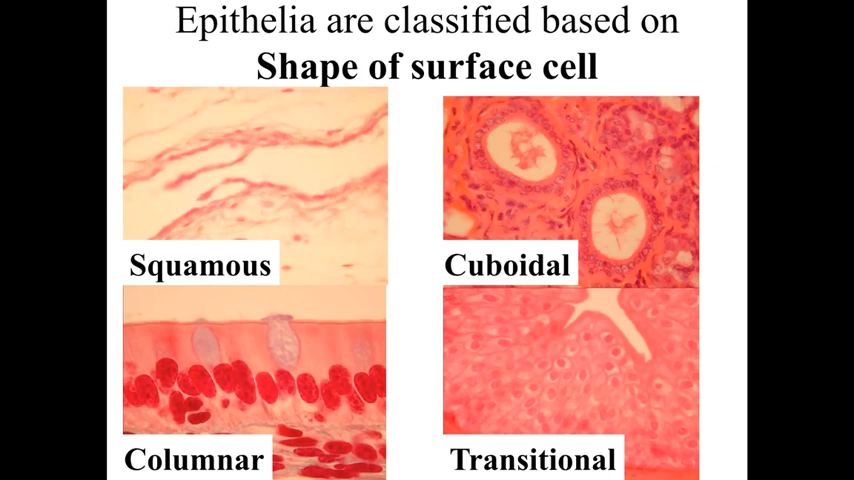 Epithelia are classified based on
Shape of surface cell
Squamous
Cuboidal
Columnar
Transitional